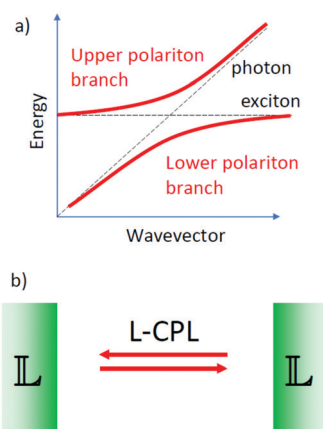 a)
Upper polariton
branch
photon
exciton
Lower polariton
branch
Energy
Wavevector
b)
L-CPL
𝕃
𝕃